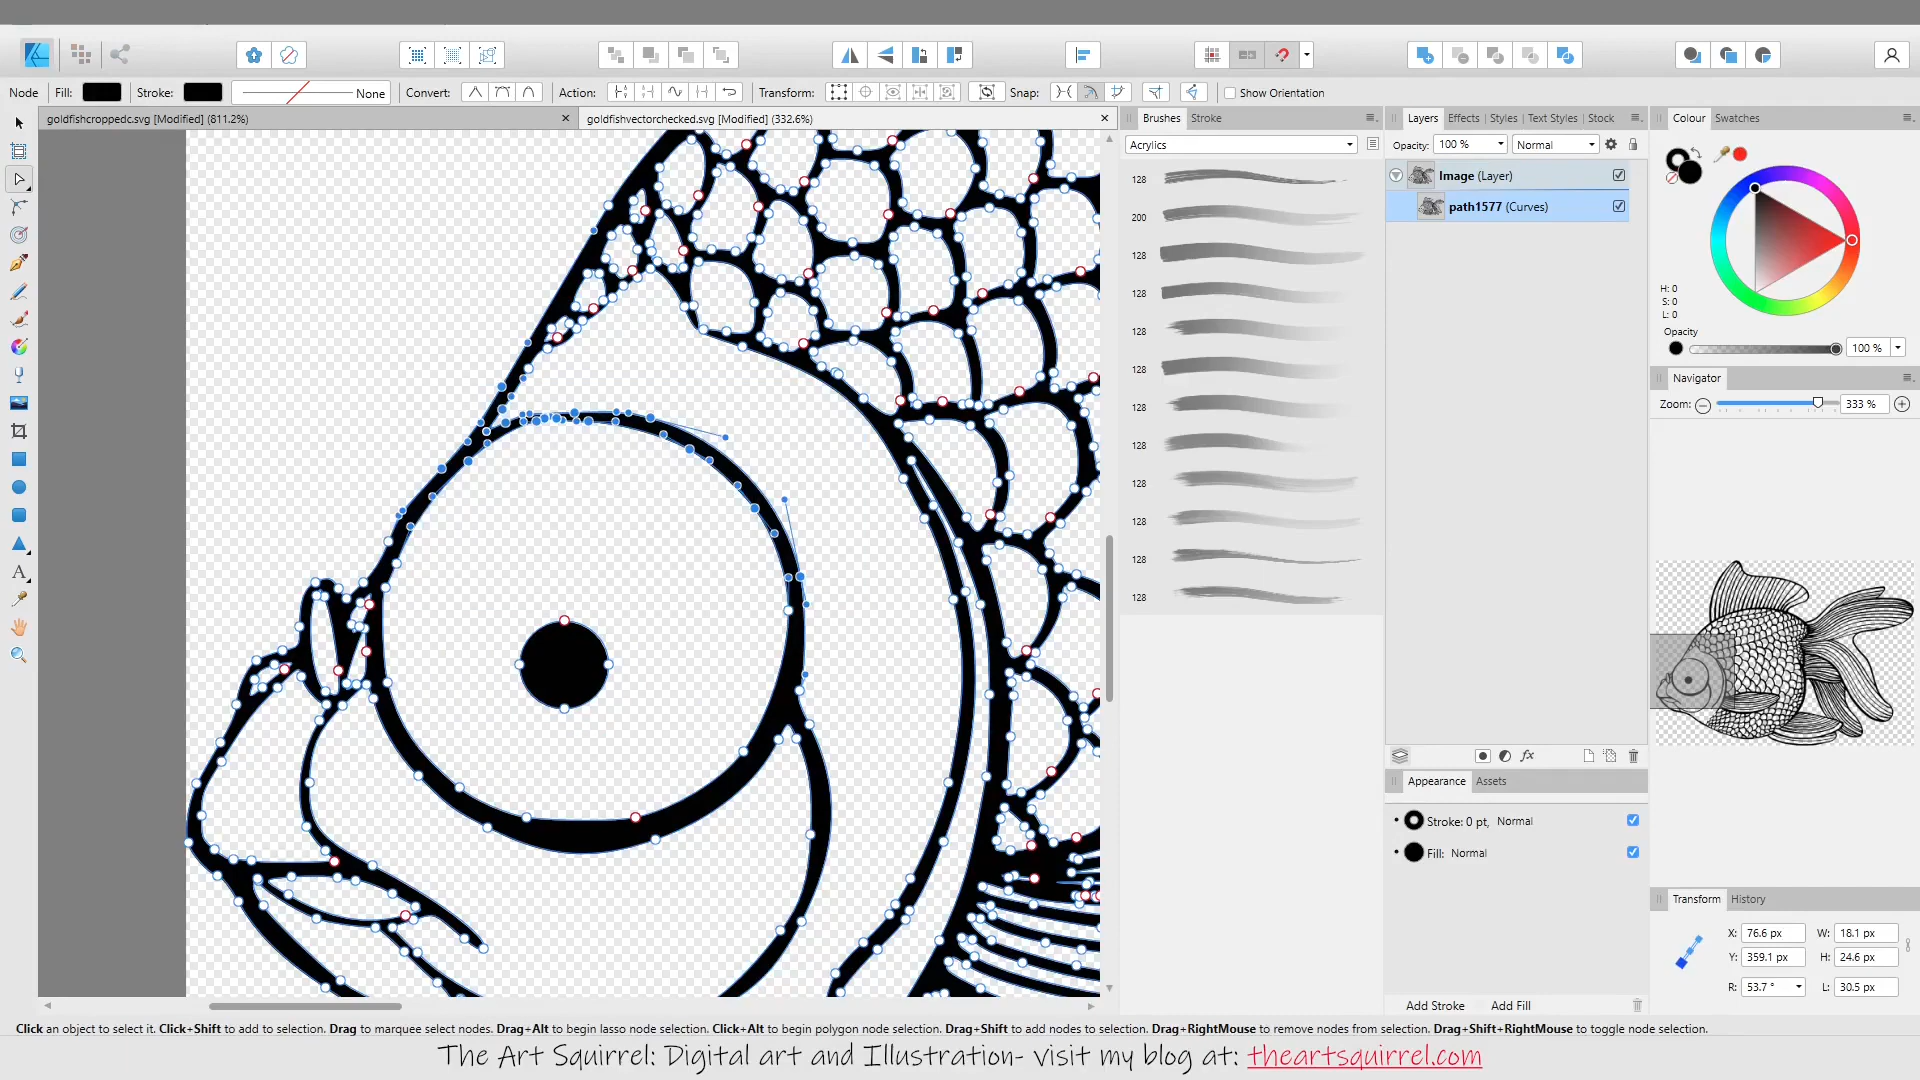 Node Fill: Stroke: None Convert: Action: Transform: Snap: Show Orientation
goldfishcroppedc.svg [Modified] (811.2%) goldfishvectorchecked.svg [Modified] (332.6%)
Brushes Stroke
Acrylics
128
200
128
128
128
128
128
128
128
128
128
128
Layers Effects Styles Text Styles Stock
Opacity: 100 % Normal
Image (Layer)
path1577 (Curves)
Appearance Assets
Stroke: 0 pt, Normal
Fill: Normal
Add Stroke Add Fill
Colour Swatches
H: 0
S: 0
L: 0
Opacity
100 %
Navigator
Zoom: 333 %
Transform History
X: 76.6 px W: 18.1 px
Y: 359.1 px H: 24.6 px
R: 53.7 ° L: 30.5 px
Click an object to select it. Click+Shift to add to selection. Drag to marquee select nodes. Drag+Alt to begin lasso node selection. Click+Alt to begin polygon node selection. Drag+Shift to add nodes to selection. Drag+RightMouse to remove nodes from selection. Drag+Shift+RightMouse to toggle node selection.
The Art Squirrel: Digital art and Illustration- visit my blog at: theartsquirrel.com